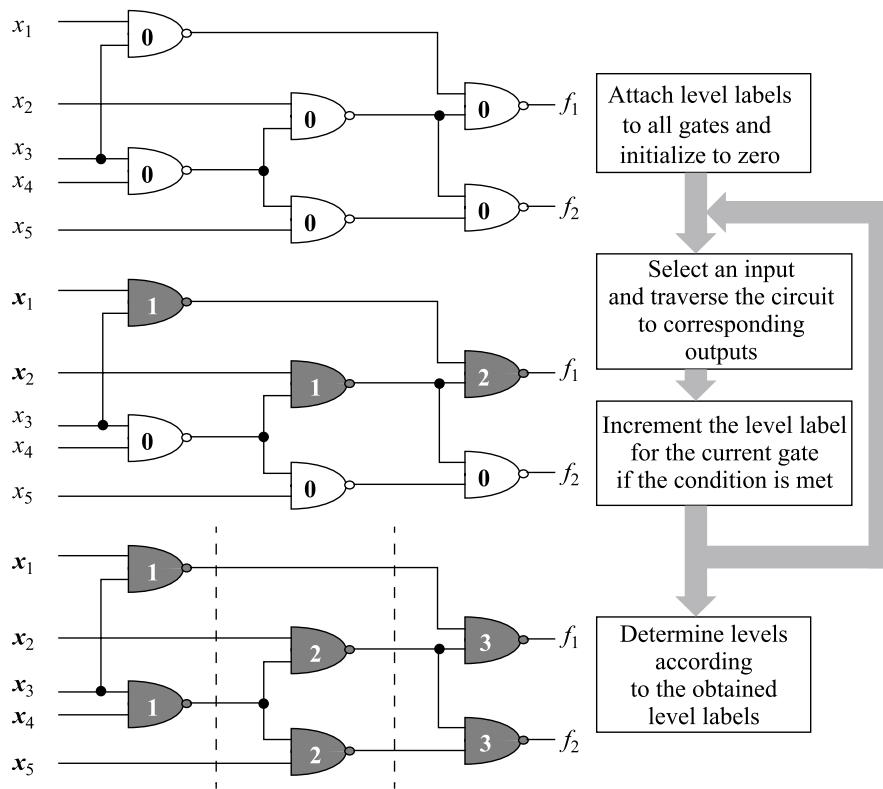 x1
0
x2
0
0
f1
x3
0
x4
0
0
f2
x5
x1
1
x2
1
2
f1
x3
0
x4
0
0
f2
x5
x1
1
x2
2
3
f1
x3
1
x4
2
3
f2
x5
Attach level labels
to all gates and
initialize to zero
Select an input
and traverse the circuit
to corresponding
outputs
Increment the level label
for the current gate
if the condition is met
Determine levels
according
to the obtained
level labels